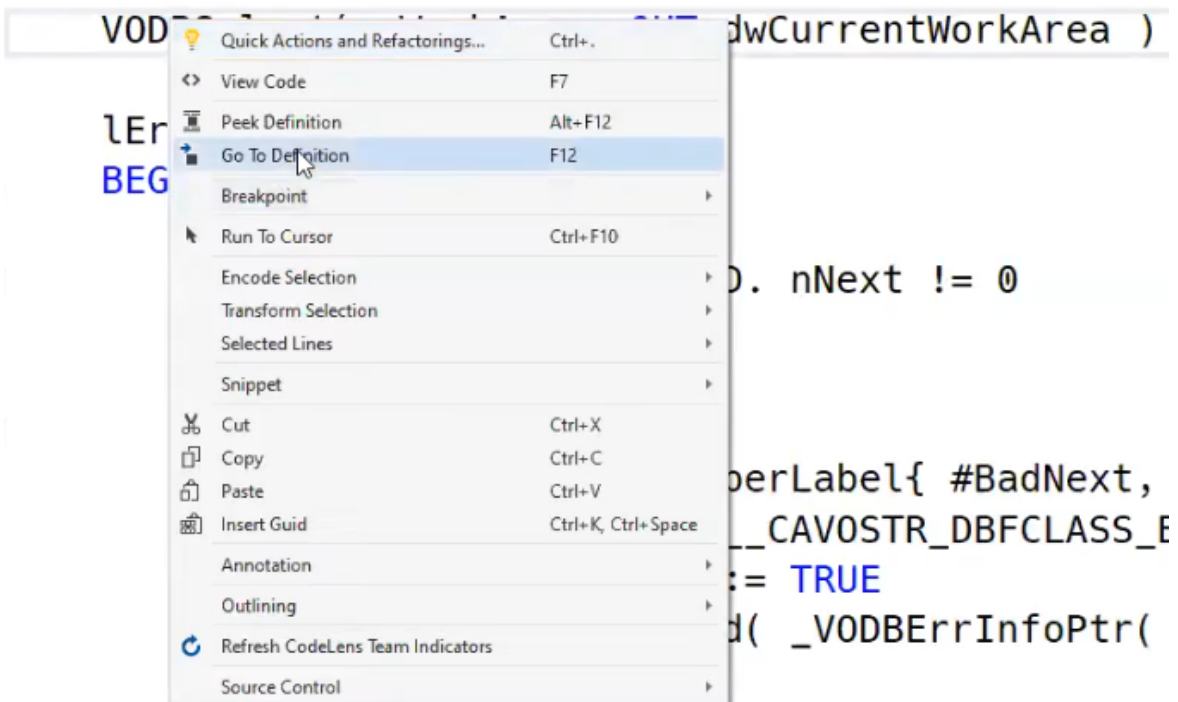 VOD dwCurrentWorkArea )
Quick Actions and Refactorings... Ctrl+.
View Code F7
lEr
Peek Definition Alt+F12
Go To Definition F12
BEG
Breakpoint
Run To Cursor Ctrl+F10
Encode Selection
. nNext != 0
Transform Selection
Selected Lines
Snippet
Cut Ctrl+X
Copy Ctrl+C
perLabel{ #BadNext,
Paste Ctrl+V
Insert Guid Ctrl+K, Ctrl+Space
__CAVOSTR_DBFCLASS_
Annotation
:= TRUE
Outlining
d( _VODBErrInfoPtr(
Refresh CodeLens Team Indicators
Source Control